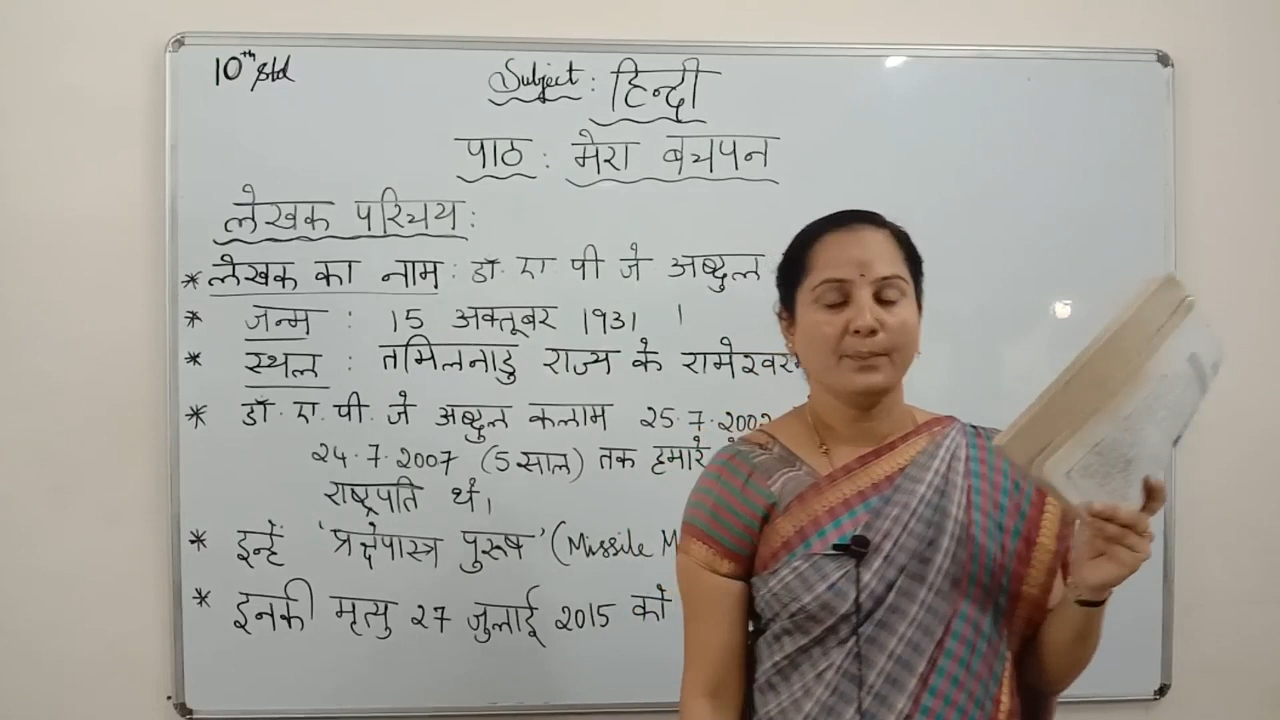 10th std
Subject : हिन्दी
पाठ : मेरा बचपन
लेखक परिचय :
* लेखक का नाम : डॉ. ए पी जे अब्दुल
* जन्म : 15 अक्तूबर 1931 ।
* स्थल : तमिलनाडु राज्य के
* डॉ. ए. पी. जे अब्दुल कलाम 25.7.2002
24.7.2007 (5 साल) तक हमारे
राष्ट्रपति थे।
* इन्हें 'प्रक्षेपास्त्र पुरूष' (Missile
* इनकी मृत्यु 27 जुलाई 2015 को